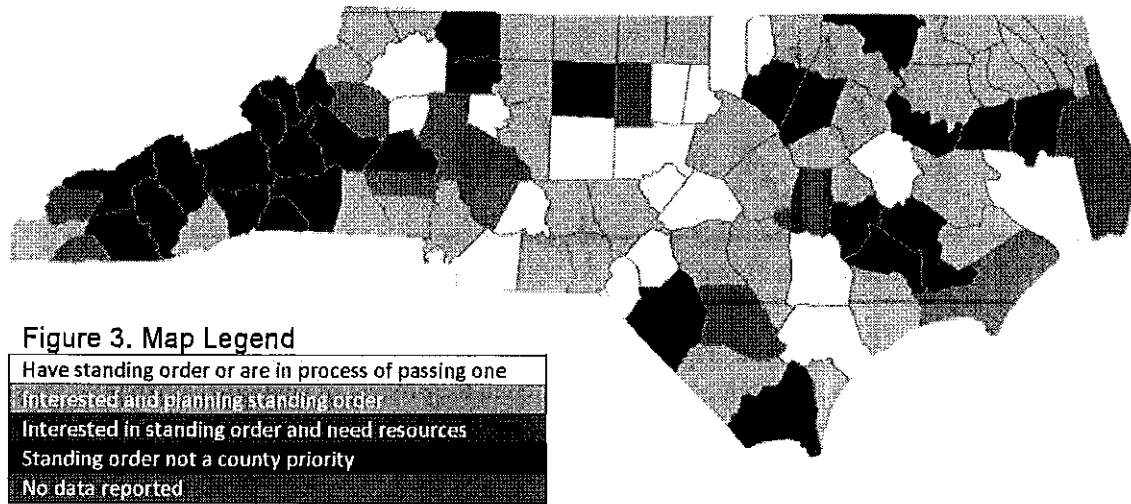 Figure 3. Map Legend
Have standing order or are in process of passing one
Interested and planning standing order
Interested in standing order and need resources
Standing order not a county priority
No data reported